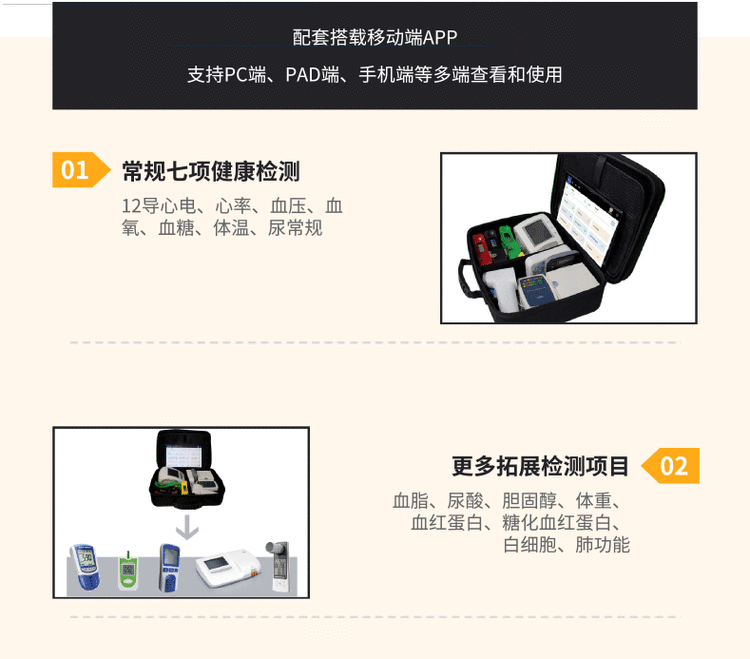 配套搭载移动端APP
支持PC端、PAD端、手机端等多端查看和使用
01
常规七项健康检测
12导心电、心率、血压、血
氧、血糖、体温、尿常规
更多拓展检测项目
02
血脂、尿酸、胆固醇、体重、
血红蛋白、糖化血红蛋白、
白细胞、肺功能